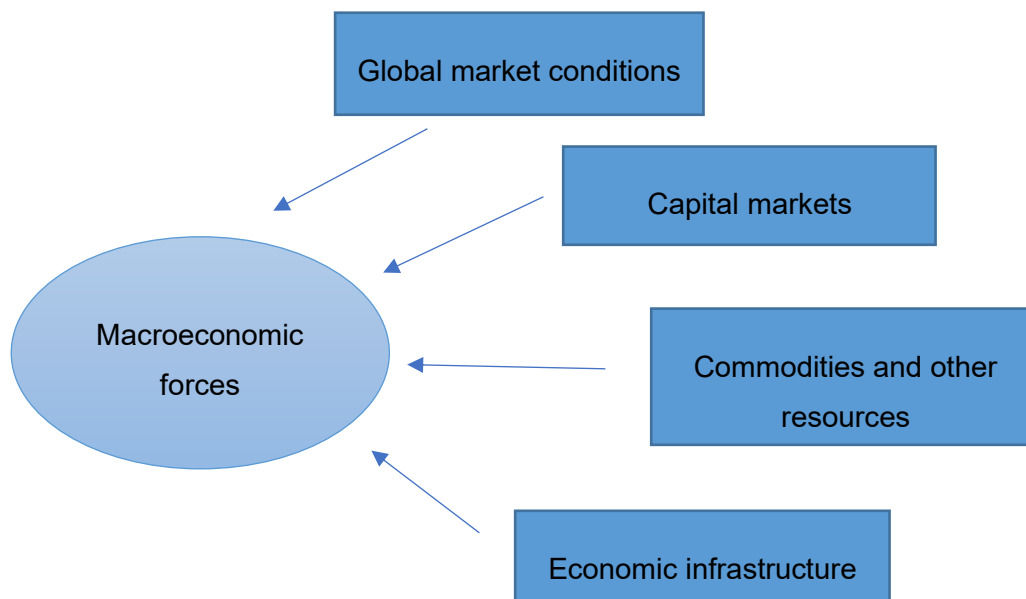 Global market conditions
Capital markets
Macroeconomic
forces
Commodities and other
resources
Economic infrastructure